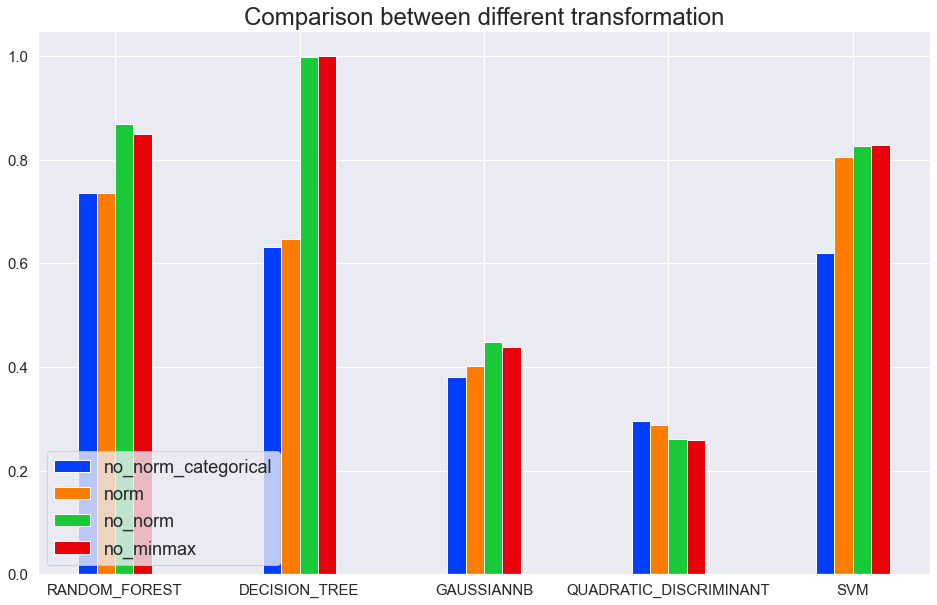 Comparison between different transformation
1.0
0.8
0.6
0.4
0.2
0.0
no_norm_categorical
norm
no_norm
no_minmax
RANDOM_FOREST DECISION_TREE GAUSSIANNB QUADRATIC_DISCRIMINANT SVM